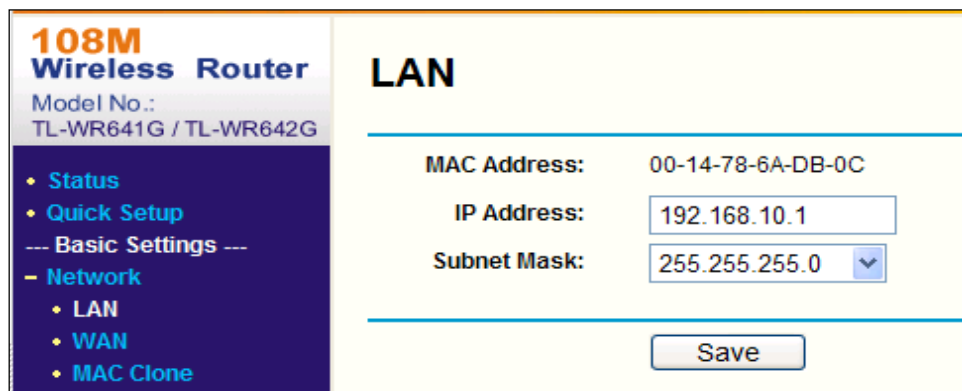 108M
Wireless Router
Model No.:
TL-WR641G / TL-WR642G
• Status
• Quick Setup
--- Basic Settings ---
– Network
• LAN
• WAN
• MAC Clone
LAN
MAC Address: 00-14-78-6A-DB-0C
IP Address: 192.168.10.1
Subnet Mask: 255.255.255.0
Save